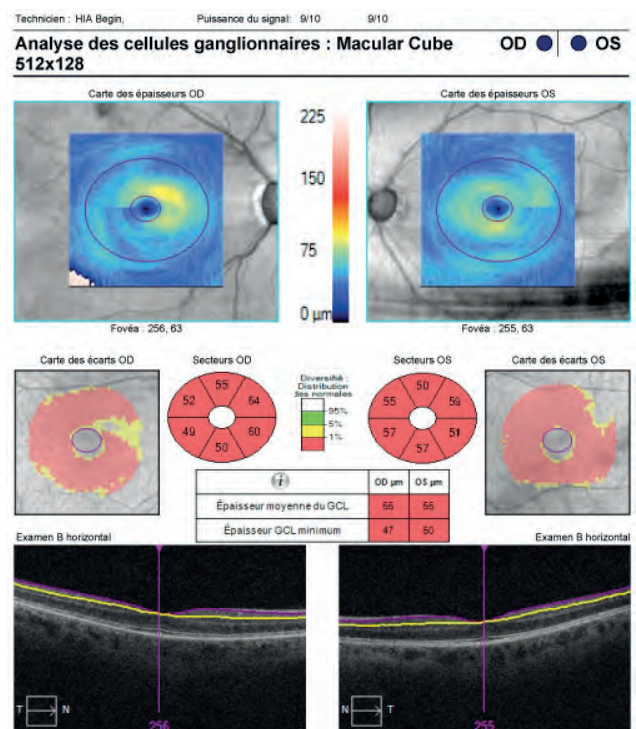 Technicien : HIA Begin, Puissance du signal: 9/10 9/10
Analyse des cellules ganglionnaires : Macular Cube 512x128 OD OS
Carte des épaisseurs OD
Carte des épaisseurs OS
225
150
75
0 µm
Fovéa : 256, 63
Fovéa : 255, 63
Carte des écarts OD
Secteurs OD
Diversifié :
Distribution
des normales
Secteurs OS
Carte des écarts OS
55
52 64
49 60
50
95%
5%
1%
50
55 59
57 51
57
i OD µm OS µm
Épaisseur moyenne du GCL 55 55
Épaisseur GCL minimum 47 50
Examen B horizontal
Examen B horizontal
T N
256
N T
255